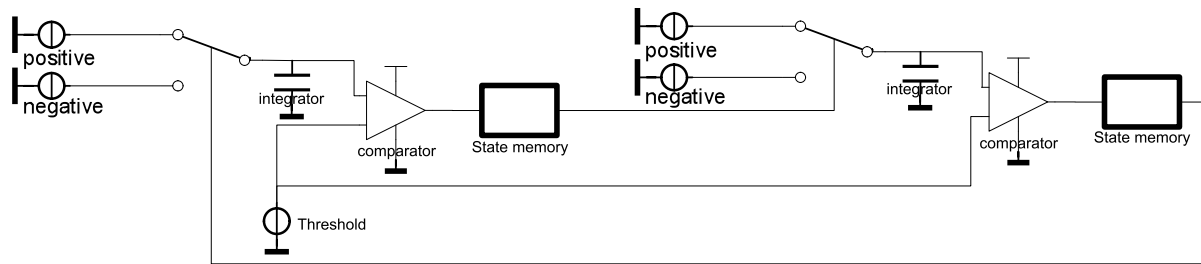 positive
negative
integrator
comparator
State memory
Threshold
positive
negative
integrator
comparator
State memory